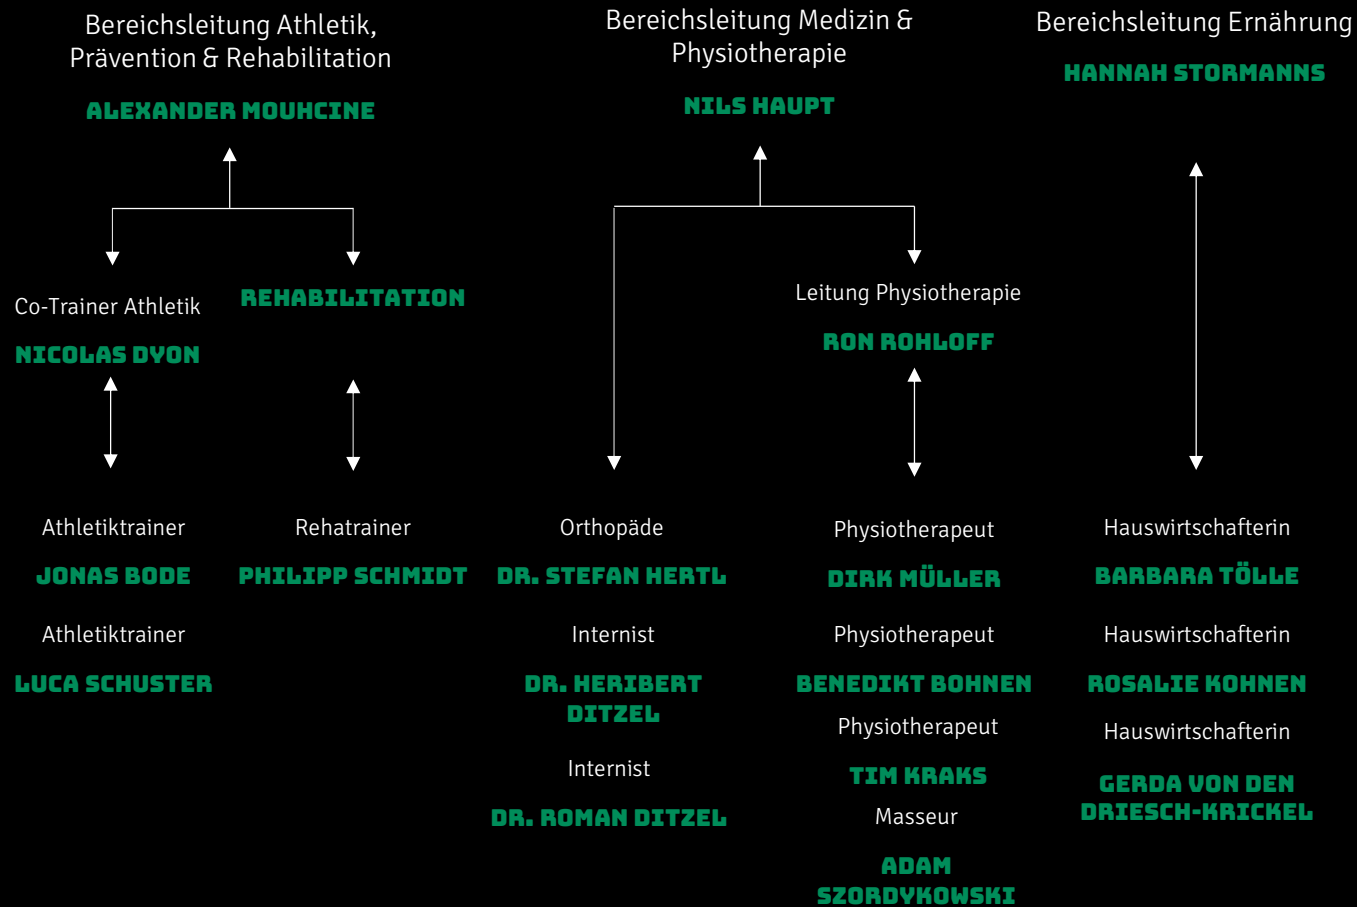 Bereichsleitung Athletik,
Prävention & Rehabilitation
ALEXANDER MOUHCINE
Co-Trainer Athletik
NICOLAS DYON
REHABILITATION
Athletiktrainer
JONAS BODE
Athletiktrainer
LUCA SCHUSTER
Rehatrainer
PHILIPP SCHMIDT
Bereichsleitung Medizin &
Physiotherapie
NILS HAUPT
Leitung Physiotherapie
RON ROHLOFF
Orthopäde
DR. STEFAN HERTL
Internist
DR. HERIBERT
DITZEL
Internist
DR. ROMAN DITZEL
Physiotherapeut
DIRK MÜLLER
Physiotherapeut
BENEDIKT BOHNEN
Physiotherapeut
TIM KRAKS
Masseur
ADAM
SZORDYKOWSKI
Bereichsleitung Ernährung
HANNAH STORMANNS
Hauswirtschafterin
BARBARA TÖLLE
Hauswirtschafterin
ROSALIE KOHNEN
Hauswirtschafterin
GERDA VON DEN
DRIESCH-KRICKEL